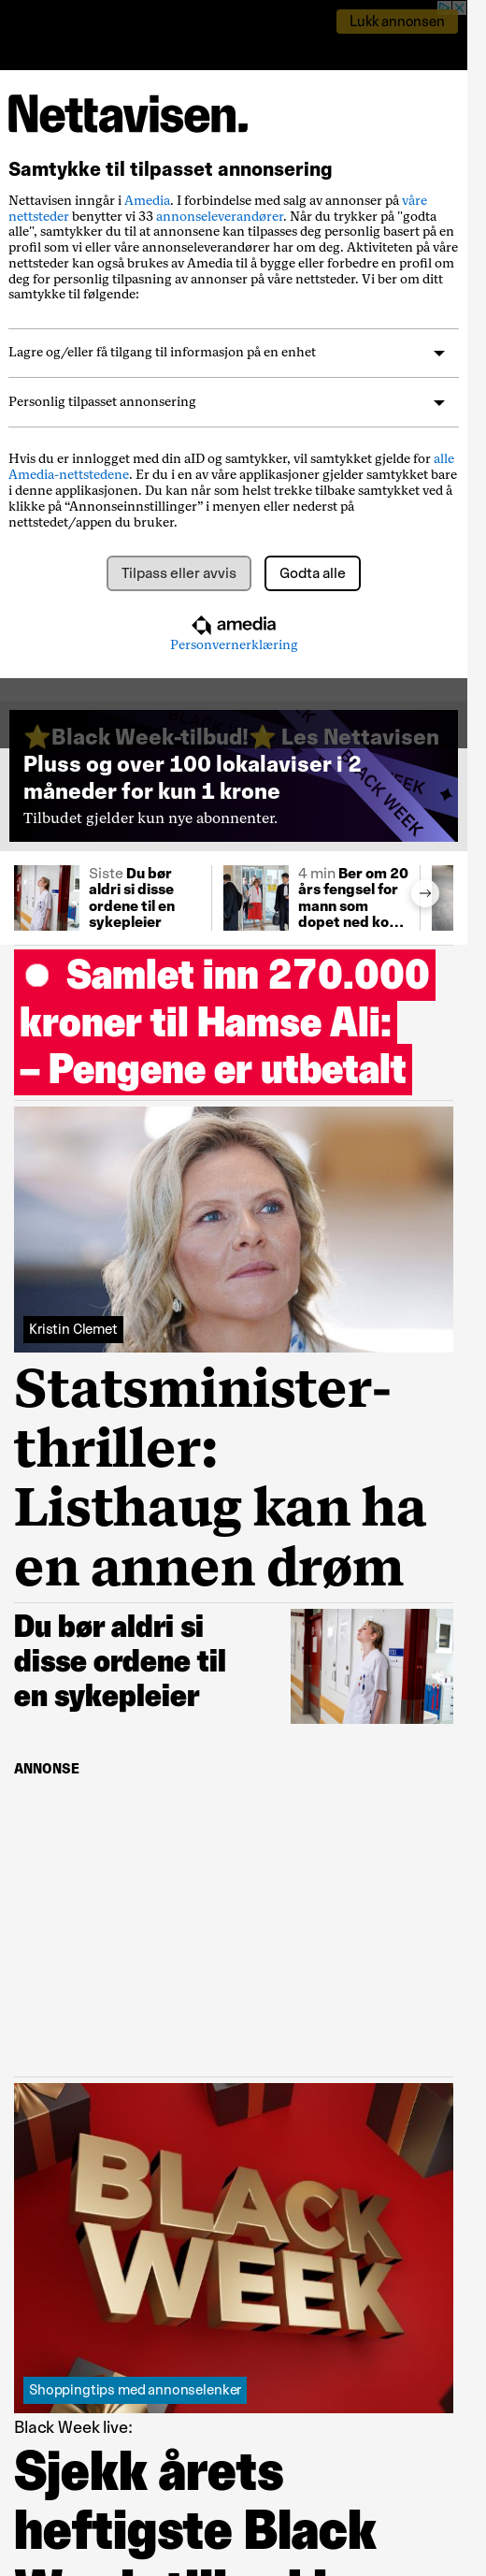 Lukk annonsen
Nettavisen.
Samtykke til tilpasset annonsering
Nettavisen inngår i Amedia. I forbindelse med salg av annonser på våre
nettsteder benytter vi 33 annonseleverandører. Når du trykker på "godta
alle", samtykker du til at annonsene kan tilpasses deg personlig basert på en
profil som vi eller våre annonseleverandører har om deg. Aktiviteten på våre
nettsteder kan også brukes av Amedia til å bygge eller forbedre en profil om
deg for personlig tilpasning av annonser på våre nettsteder. Vi ber om ditt
samtykke til følgende:
Lagre og/eller få tilgang til informasjon på en enhet
Personlig tilpasset annonsering
Hvis du er innlogget med din aID og samtykker, vil samtykket gjelde for alle
Amedia-nettstedene. Er du i en av våre applikasjoner gjelder samtykket bare
i denne applikasjonen. Du kan når som helst trekke tilbake samtykket ved å
klikke på “Annonseinnstillinger” i menyen eller nederst på
nettstedet/appen du bruker.
Tilpass eller avvis
Godta alle
amedia
Personvernerklæring
⭐Black Week-tilbud!⭐ Les Nettavisen
Pluss og over 100 lokalaviser i 2
måneder for kun 1 krone
Tilbudet gjelder kun nye abonnenter.
BLACK WEEK
Siste Du bør
aldri si disse
ordene til en
sykepleier
4 min Ber om 20
års fengsel for
mann som
dopet ned ko…
Samlet inn 270.000
kroner til Hamse Ali:
– Pengene er utbetalt
Kristin Clemet
Statsminister-
thriller:
Listhaug kan ha
en annen drøm
Du bør aldri si
disse ordene til
en sykepleier
ANNONSE
BLACK
WEEK
Shoppingtips med annonselenker
Black Week live:
Sjekk årets
heftigste Black